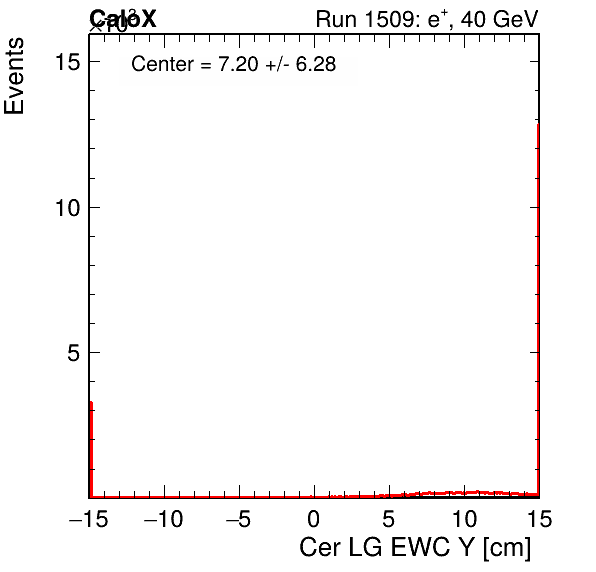 CaloX
×10³
Run 1509: e⁺, 40 GeV
Center = 7.20 +/- 6.28
Events
15
10
5
−15 −10 −5 0 5 10 15
Cer LG EWC Y [cm]